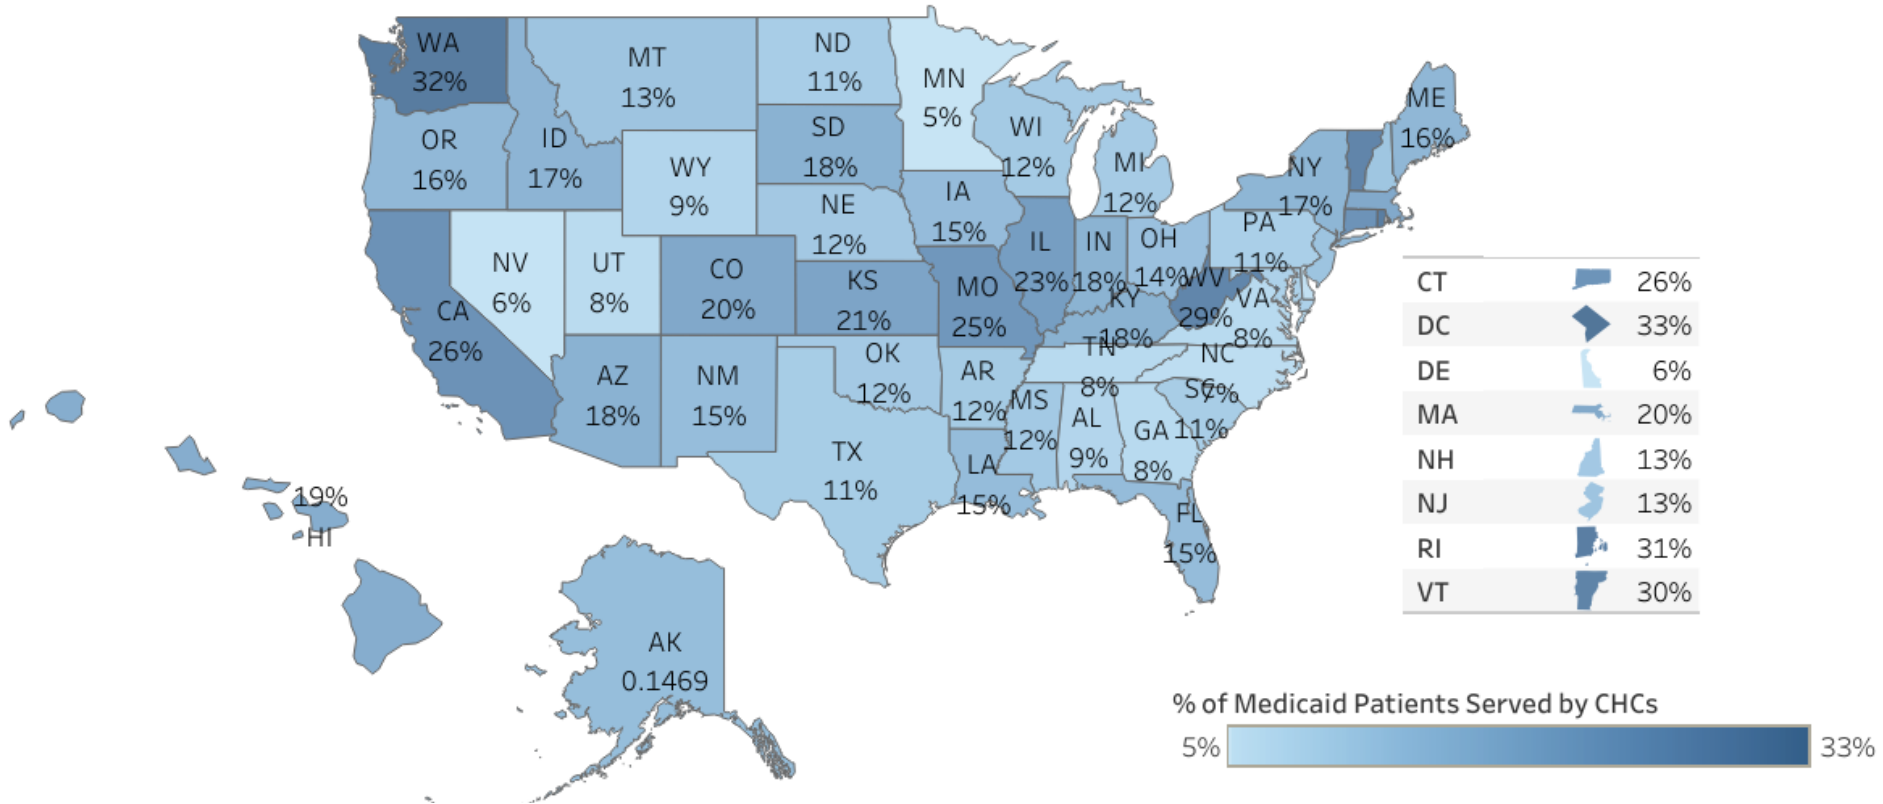 WA
32%
MT
13%
ND
11%
MN
5%
OR
16%
ID
17%
WY
9%
SD
18%
WI
12%
MI
12%
NY
17%
ME
16%
NE
12%
IA
15%
PA
11%
NV
6%
UT
8%
CO
20%
KS
21%
MO
25%
IL
23%
IN
18%
OH
14%
WV
29%
VA
8%
KY
18%
CA
26%
AZ
18%
NM
15%
OK
12%
AR
12%
TN
8%
NC
7%
SC
11%
MS
12%
AL
9%
GA
8%
TX
11%
LA
15%
FL
15%
19%
HI
AK
0.1469
CT 26%
DC 33%
DE 6%
MA 20%
NH 13%
NJ 13%
RI 31%
VT 30%
% of Medicaid Patients Served by CHCs
5% 33%